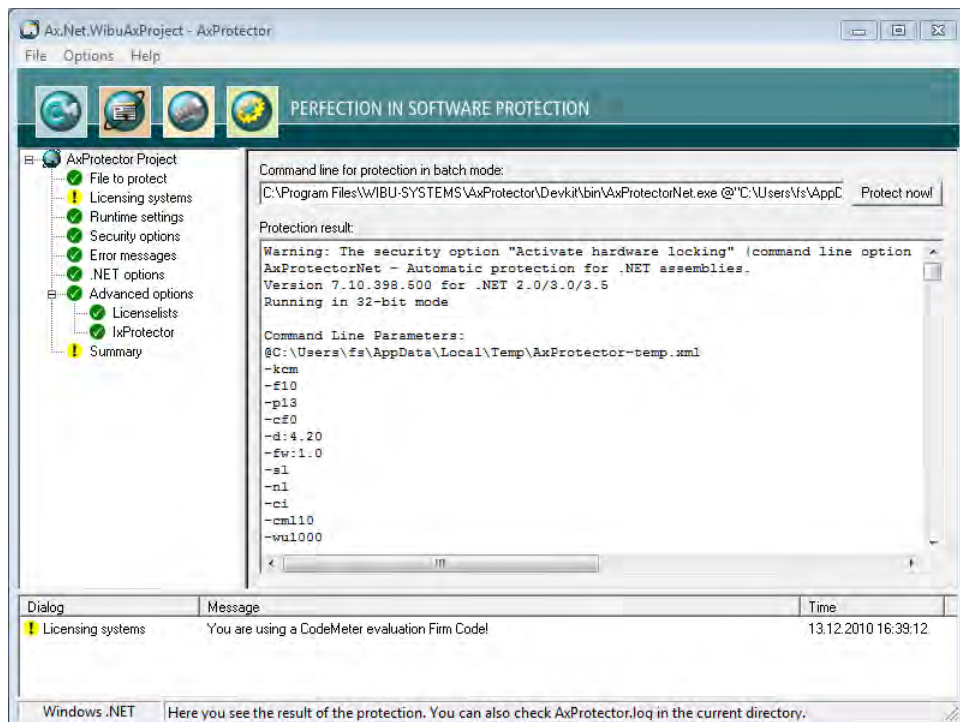 Ax.Net.WibuAxProject - AxProtector
File Options Help
PERFECTION IN SOFTWARE PROTECTION
AxProtector Project
File to protect
Licensing systems
Runtime settings
Security options
Error messages
.NET options
Advanced options
Licenselists
IxProtector
Summary
Command line for protection in batch mode:
C:\Program Files\WIBU-SYSTEMS\AxProtector\Devkit\bin\AxProtectorNet.exe @"C:\Users\fs\AppD
Protect now!
Protection result:
Warning: The security option "Activate hardware locking" (command line option
AxProtectorNet - Automatic protection for .NET assemblies.
Version 7.10.398.500 for .NET 2.0/3.0/3.5
Running in 32-bit mode
Command Line Parameters:
@C:\Users\fs\AppData\Local\Temp\AxProtector-temp.xml
-kcm
-f10
-p13
-cf0
-d:4.20
-fw:1.0
-sl
-nl
-ci
-cml10
-wu1000
Dialog Message Time
Licensing systems You are using a CodeMeter evaluation Firm Code! 13.12.2010 16:39:12
Windows .NET Here you see the result of the protection. You can also check AxProtector.log in the current directory.